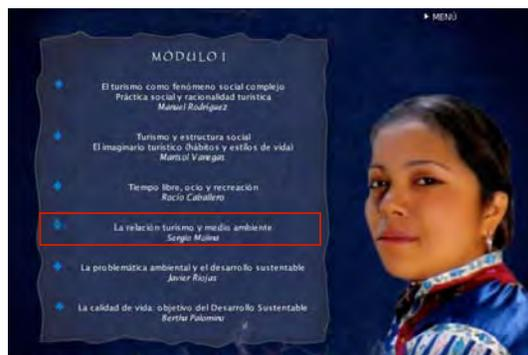 ► MENÚ
MÓDULO I
El turismo como fenómeno social complejo
Práctica social y racionalidad turística
Manuel Rodríguez
Turismo y estructura social
El imaginario turístico (hábitos y estilos de vida)
Marisol Vanegas
Tiempo libre, ocio y recreación
Rocío Caballero
La relación turismo y medio ambiente
Sergio Molina
La problemática ambiental y el desarrollo sustentable
Javier Riojas
La calidad de vida: objetivo del Desarrollo Sustentable
Bertha Palomino